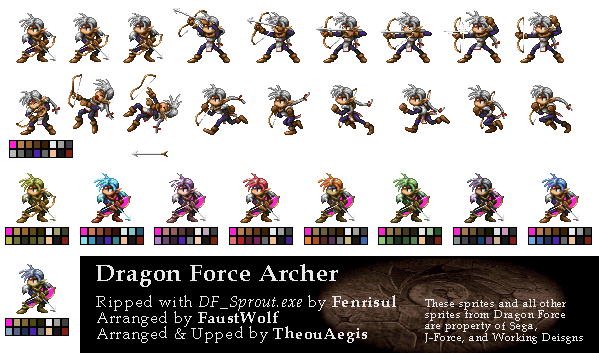 Dragon Force Archer
Ripped with DF_Sprout.exe by Fenrisul
Arranged by FaustWolf
Arranged & Upped by TheouAegis
These sprites and all other
sprites from Dragon Force
are property of Sega,
J-Force, and Working Deisgns